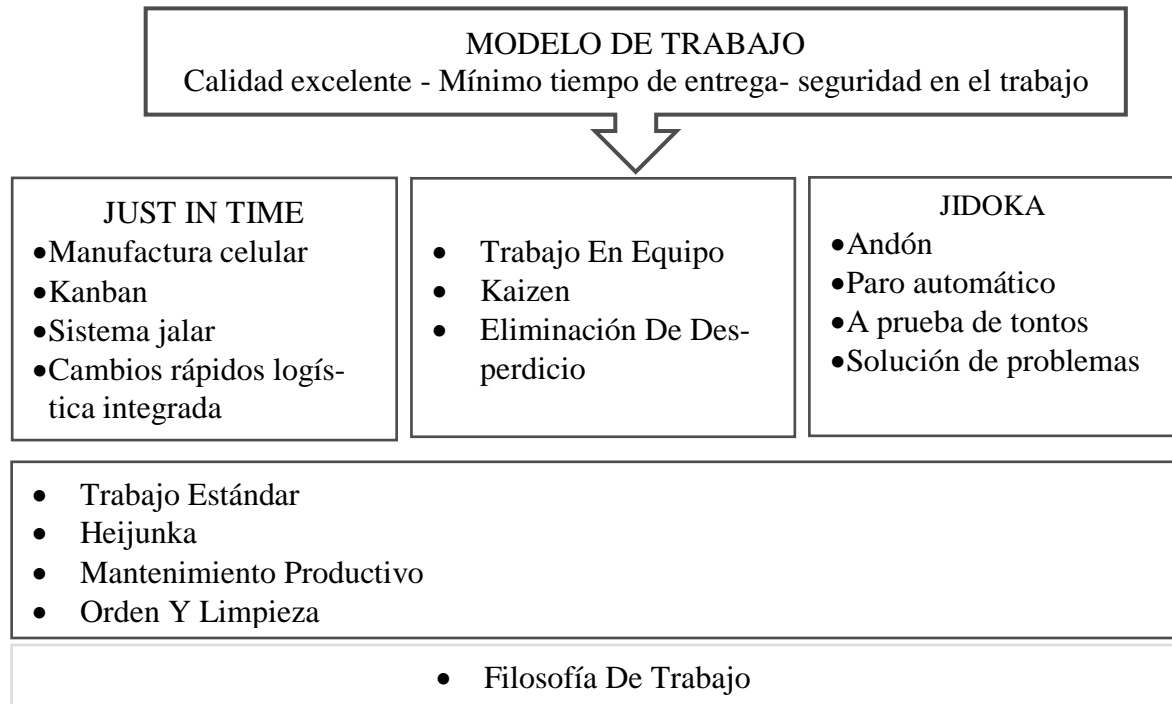 MODELO DE TRABAJO
Calidad excelente - Mínimo tiempo de entrega- seguridad en el trabajo
JUST IN TIME
•Manufactura celular
•Kanban
•Sistema jalar
•Cambios rápidos logís-
tica integrada
• Trabajo En Equipo
• Kaizen
• Eliminación De Des-
perdicio
JIDOKA
•Andón
•Paro automático
•A prueba de tontos
•Solución de problemas
• Trabajo Estándar
• Heijunka
• Mantenimiento Productivo
• Orden Y Limpieza
• Filosofía De Trabajo